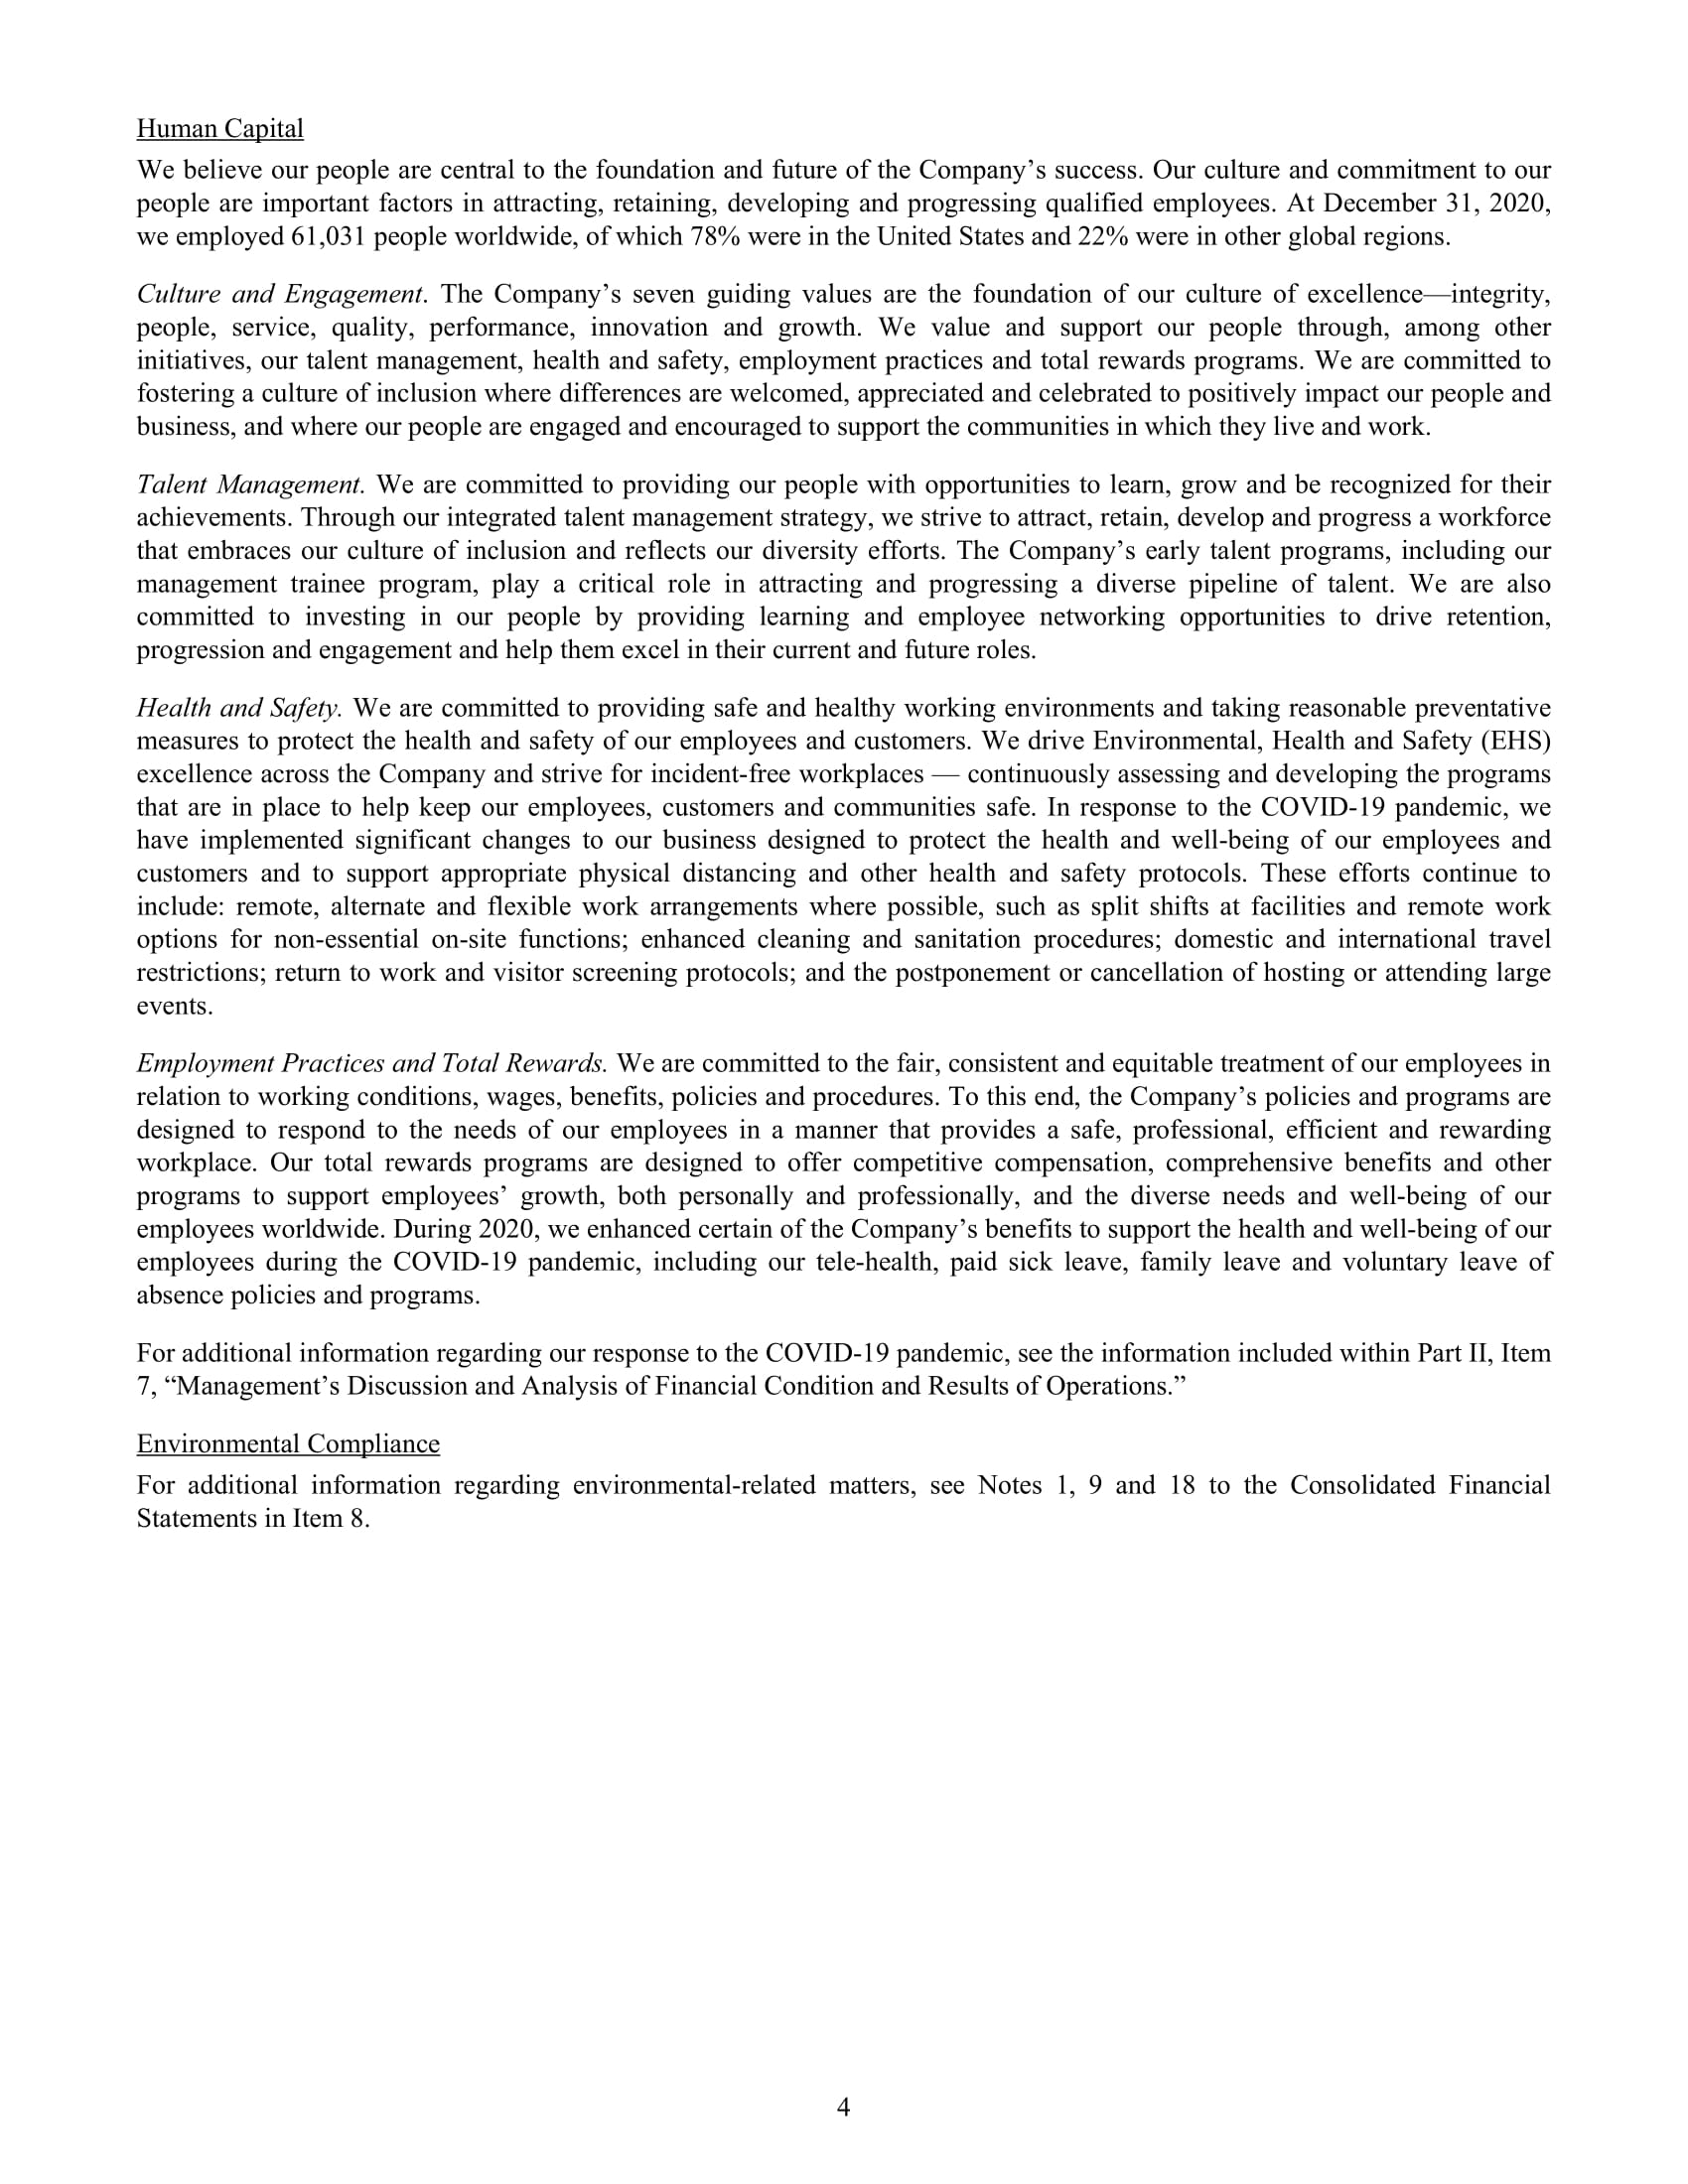 Human Capital
We believe our people are central to the foundation and future of the Company’s success. Our culture and commitment to our
people are important factors in attracting, retaining, developing and progressing qualified employees. At December 31, 2020,
we employed 61,031 people worldwide, of which 78% were in the United States and 22% were in other global regions.
Culture and Engagement. The Company’s seven guiding values are the foundation of our culture of excellence—integrity,
people, service, quality, performance, innovation and growth. We value and support our people through, among other
initiatives, our talent management, health and safety, employment practices and total rewards programs. We are committed to
fostering a culture of inclusion where differences are welcomed, appreciated and celebrated to positively impact our people and
business, and where our people are engaged and encouraged to support the communities in which they live and work.
Talent Management. We are committed to providing our people with opportunities to learn, grow and be recognized for their
achievements. Through our integrated talent management strategy, we strive to attract, retain, develop and progress a workforce
that embraces our culture of inclusion and reflects our diversity efforts. The Company’s early talent programs, including our
management trainee program, play a critical role in attracting and progressing a diverse pipeline of talent. We are also
committed to investing in our people by providing learning and employee networking opportunities to drive retention,
progression and engagement and help them excel in their current and future roles.
Health and Safety. We are committed to providing safe and healthy working environments and taking reasonable preventative
measures to protect the health and safety of our employees and customers. We drive Environmental, Health and Safety (EHS)
excellence across the Company and strive for incident-free workplaces — continuously assessing and developing the programs
that are in place to help keep our employees, customers and communities safe. In response to the COVID-19 pandemic, we
have implemented significant changes to our business designed to protect the health and well-being of our employees and
customers and to support appropriate physical distancing and other health and safety protocols. These efforts continue to
include: remote, alternate and flexible work arrangements where possible, such as split shifts at facilities and remote work
options for non-essential on-site functions; enhanced cleaning and sanitation procedures; domestic and international travel
restrictions; return to work and visitor screening protocols; and the postponement or cancellation of hosting or attending large
events.
Employment Practices and Total Rewards. We are committed to the fair, consistent and equitable treatment of our employees in
relation to working conditions, wages, benefits, policies and procedures. To this end, the Company’s policies and programs are
designed to respond to the needs of our employees in a manner that provides a safe, professional, efficient and rewarding
workplace. Our total rewards programs are designed to offer competitive compensation, comprehensive benefits and other
programs to support employees’ growth, both personally and professionally, and the diverse needs and well-being of our
employees worldwide. During 2020, we enhanced certain of the Company’s benefits to support the health and well-being of our
employees during the COVID-19 pandemic, including our tele-health, paid sick leave, family leave and voluntary leave of
absence policies and programs.
For additional information regarding our response to the COVID-19 pandemic, see the information included within Part II, Item
7, “Management’s Discussion and Analysis of Financial Condition and Results of Operations.”
Environmental Compliance
For additional information regarding environmental-related matters, see Notes 1, 9 and 18 to the Consolidated Financial
Statements in Item 8.
4